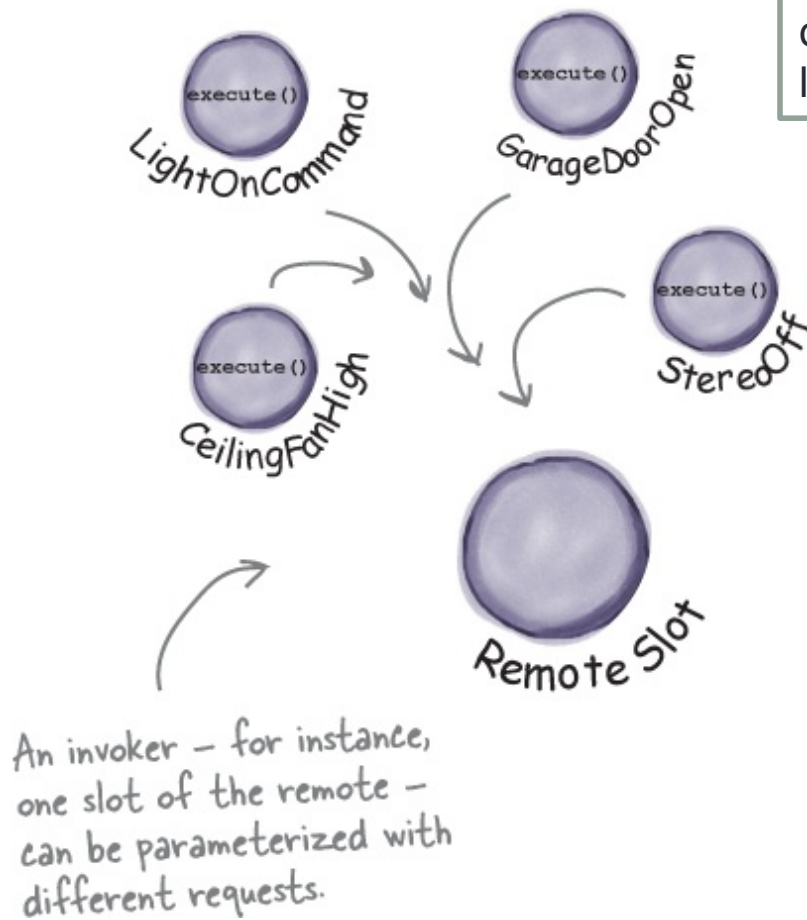 execute()
LightOnCommand
execute()
GarageDoorOpen
execute()
CeilingFanHigh
execute()
StereoOff
Remote Slot
An invoker – for instance,
one slot of the remote –
can be parameterized with
different requests.